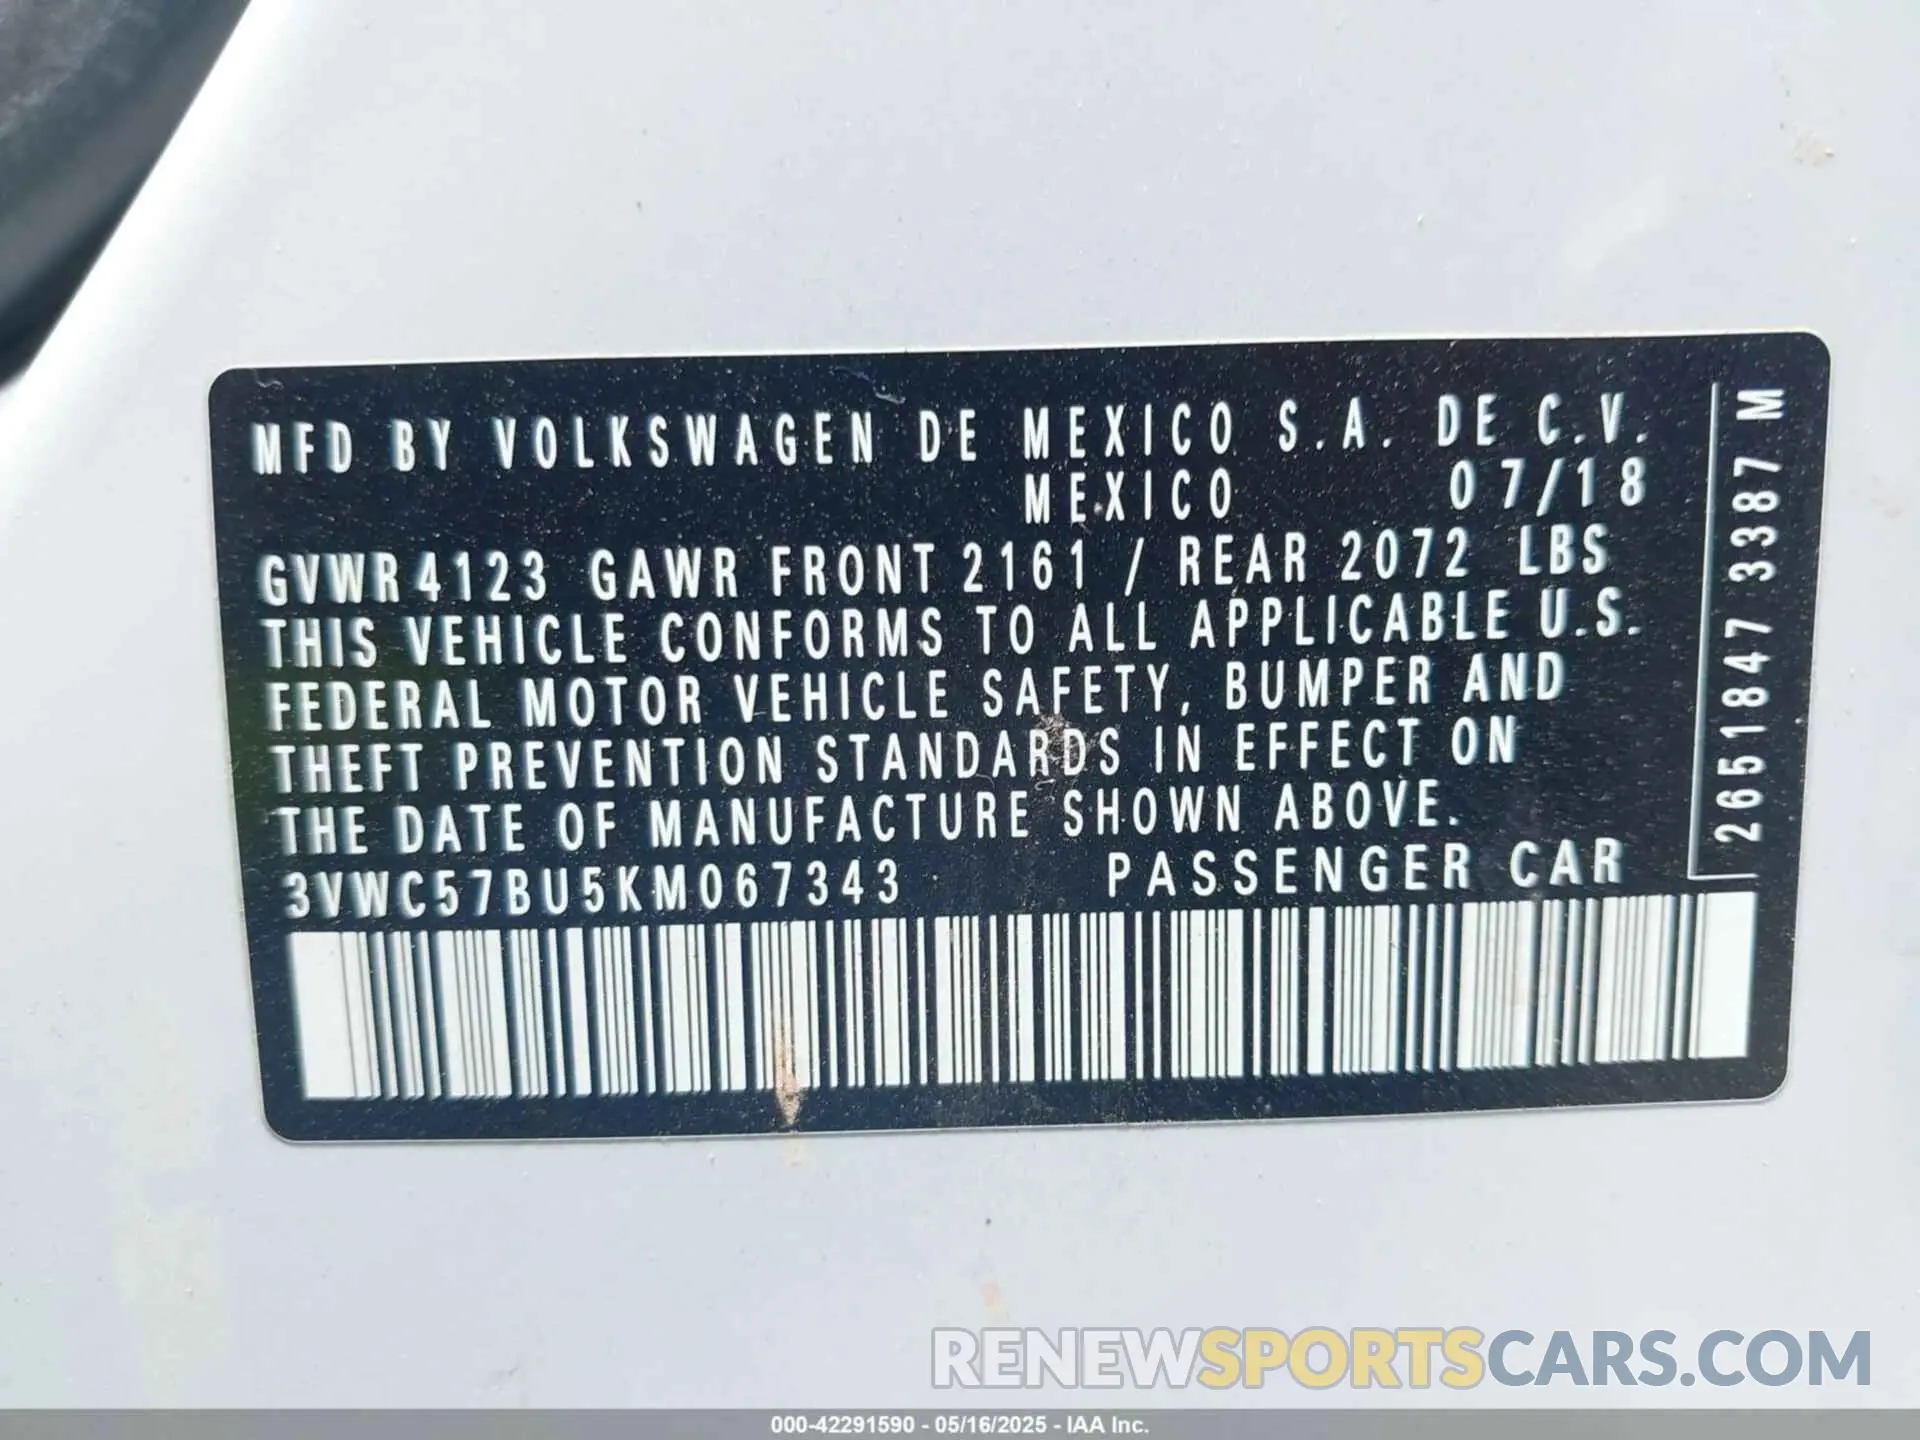 MFD BY VOLKSWAGEN DE MEXICO S.A. DE C.V.
MEXICO 07/18
GVWR 4123 GAWR FRONT 2161 / REAR 2072 LBS
THIS VEHICLE CONFORMS TO ALL APPLICABLE U.S.
FEDERAL MOTOR VEHICLE SAFETY, BUMPER AND
THEFT PREVENTION STANDARDS IN EFFECT ON
THE DATE OF MANUFACTURE SHOWN ABOVE.
3VWC57BU5KM067343 PASSENGER CAR
2651847 3387 M
RENEWSPORTSCARS.COM
000-42291590 - 05/16/2025 - IAA Inc.